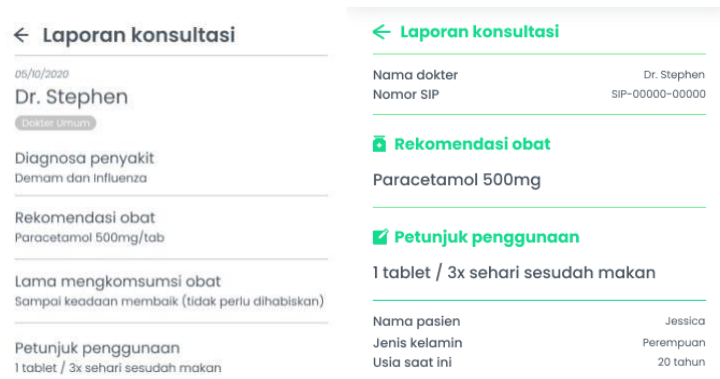 Laporan konsultasi
05/10/2020
Dr. Stephen
Dokter Umum
Diagnosa penyakit
Demam dan Influenza
Rekomendasi obat
Paracetamol 500mg/tab
Lama mengkomsumsi obat
Sampai keadaan membaik (tidak perlu dihabiskan)
Petunjuk penggunaan
1 tablet / 3x sehari sesudah makan
Laporan konsultasi
Nama dokter Dr. Stephen
Nomor SIP SIP-00000-00000
Rekomendasi obat
Paracetamol 500mg
Petunjuk penggunaan
1 tablet / 3x sehari sesudah makan
Nama pasien Jessica
Jenis kelamin Perempuan
Usia saat ini 20 tahun